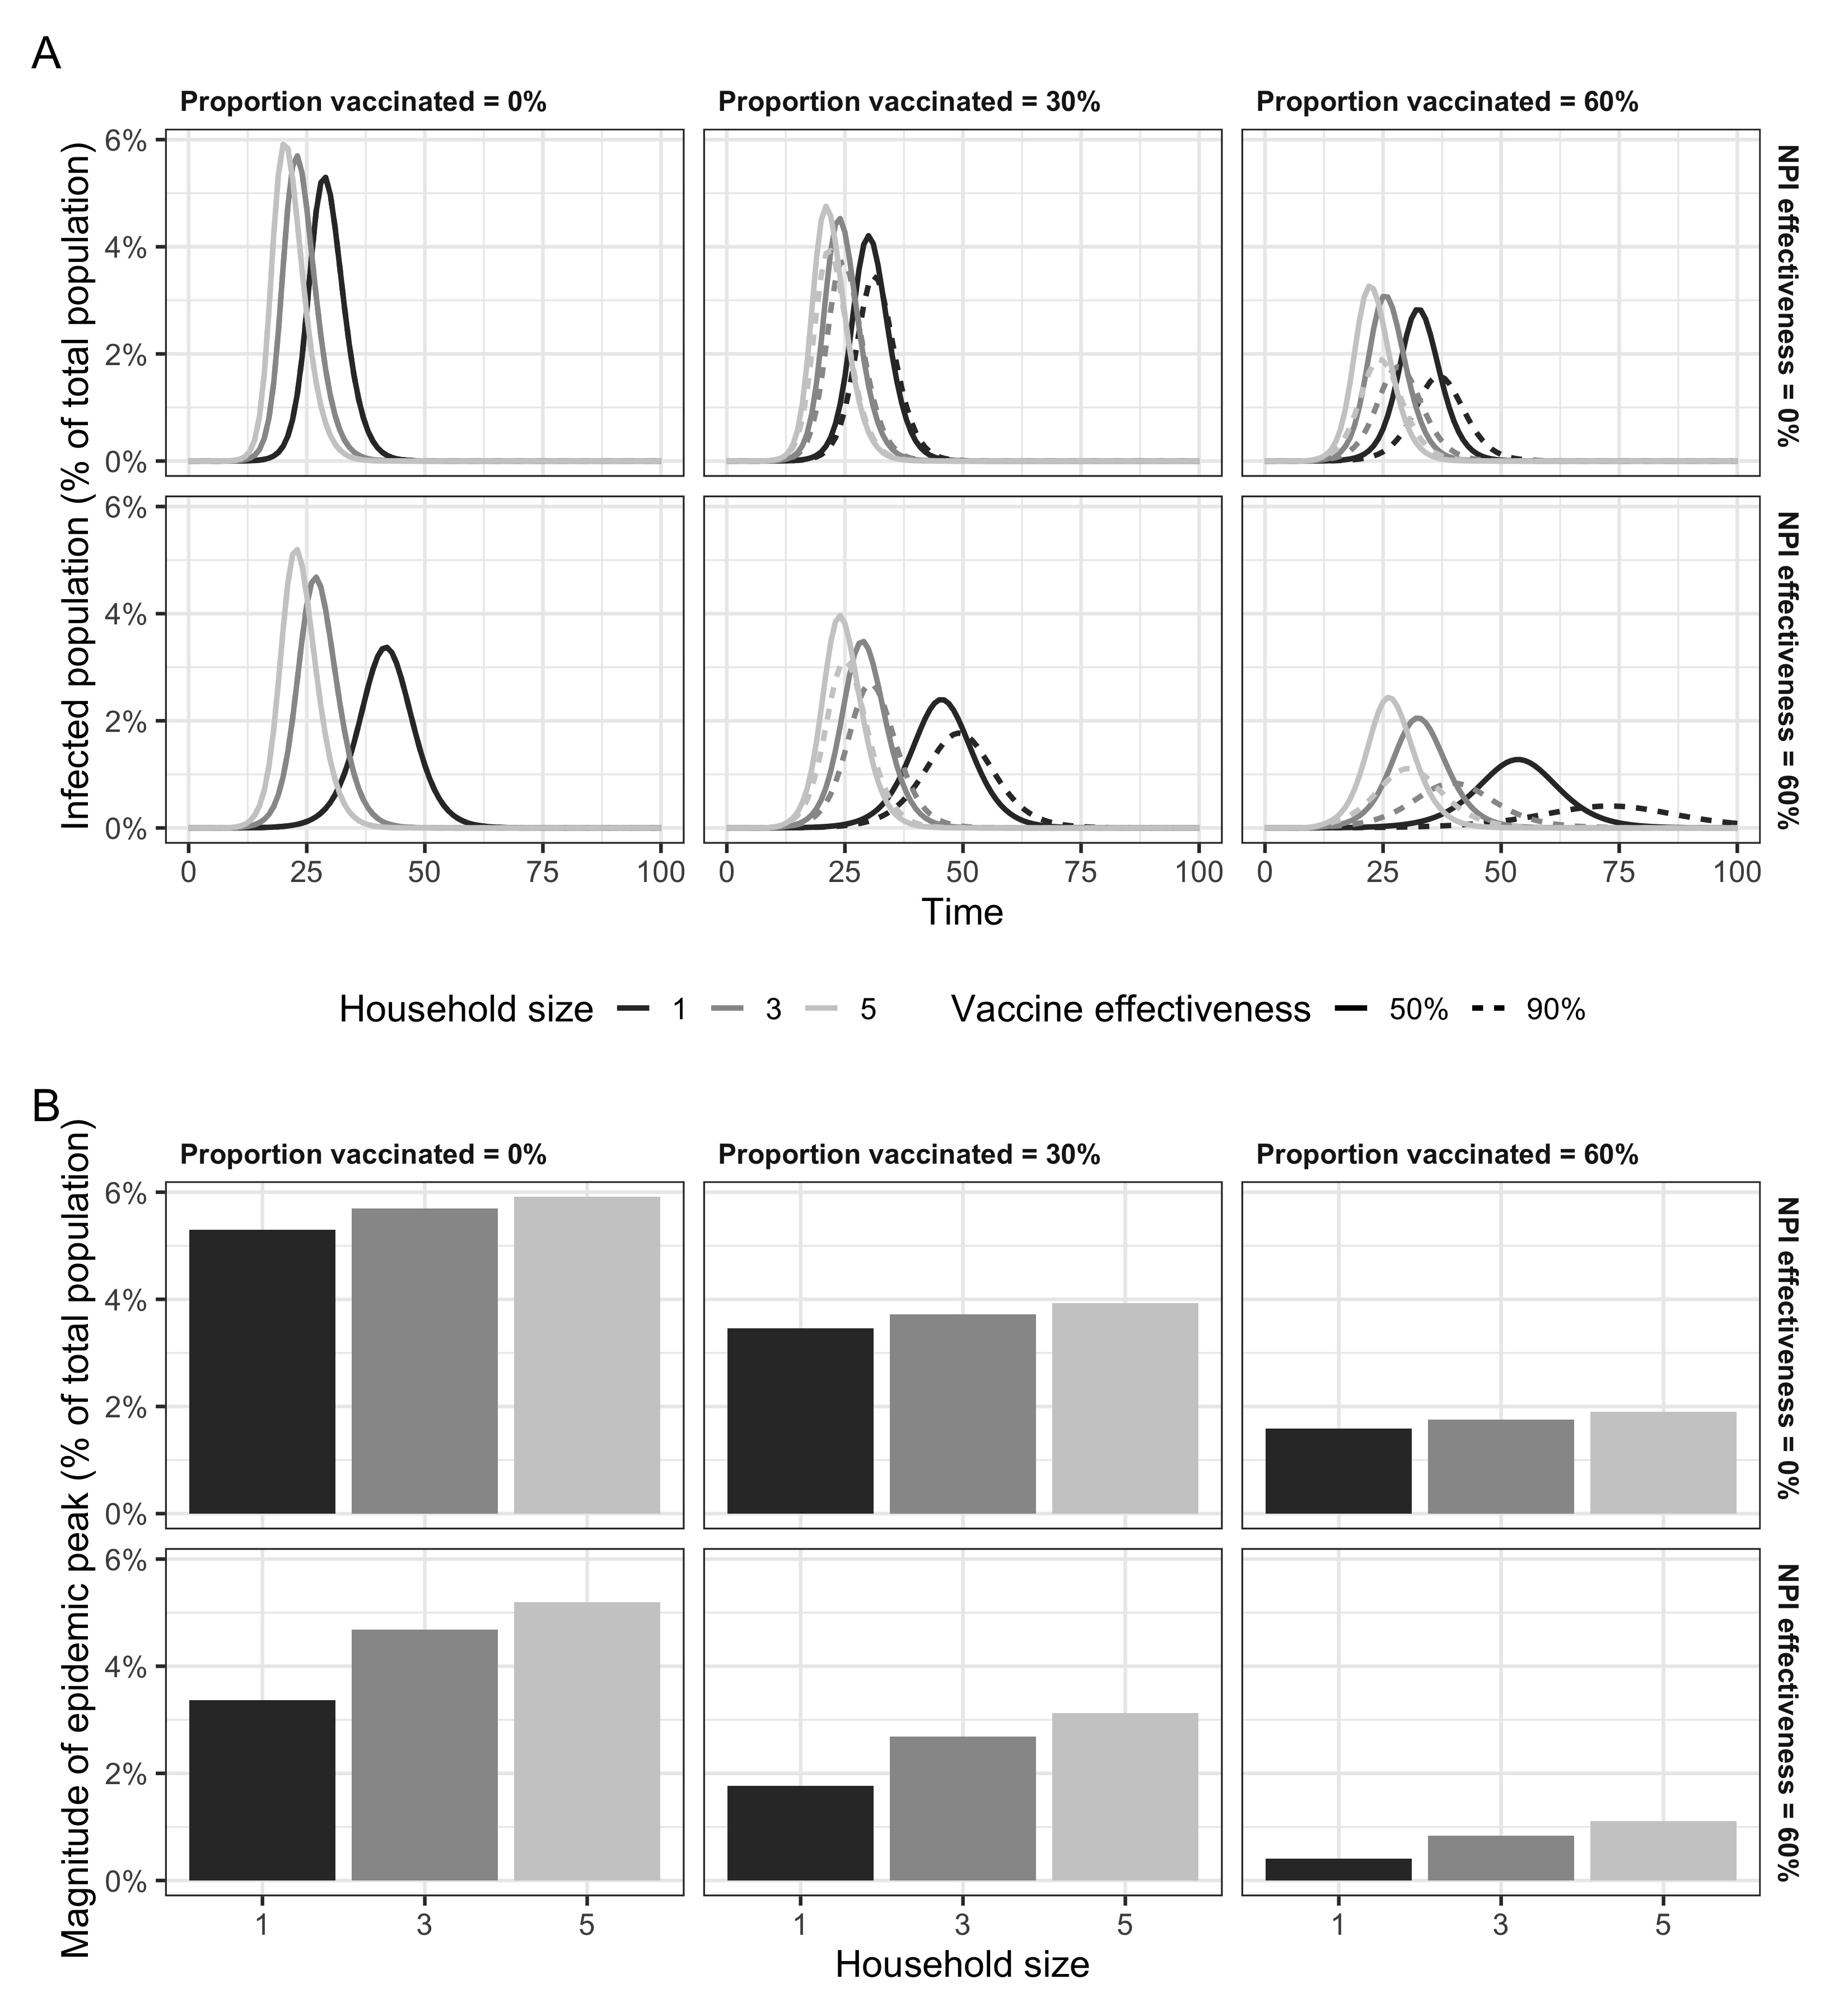 A
Proportion vaccinated = 0%
Proportion vaccinated = 30%
Proportion vaccinated = 60%
Infected population (% of total population)
6%
4%
2%
0%
NPI effectiveness = 0%
6%
4%
2%
0%
NPI effectiveness = 60%
0 25 50 75 100
0 25 50 75 100
0 25 50 75 100
Time
Household size 1 3 5 Vaccine effectiveness 50% 90%
B
Proportion vaccinated = 0%
Proportion vaccinated = 30%
Proportion vaccinated = 60%
Magnitude of epidemic peak (% of total population)
6%
4%
2%
0%
NPI effectiveness = 0%
6%
4%
2%
0%
NPI effectiveness = 60%
1 3 5
1 3 5
1 3 5
Household size